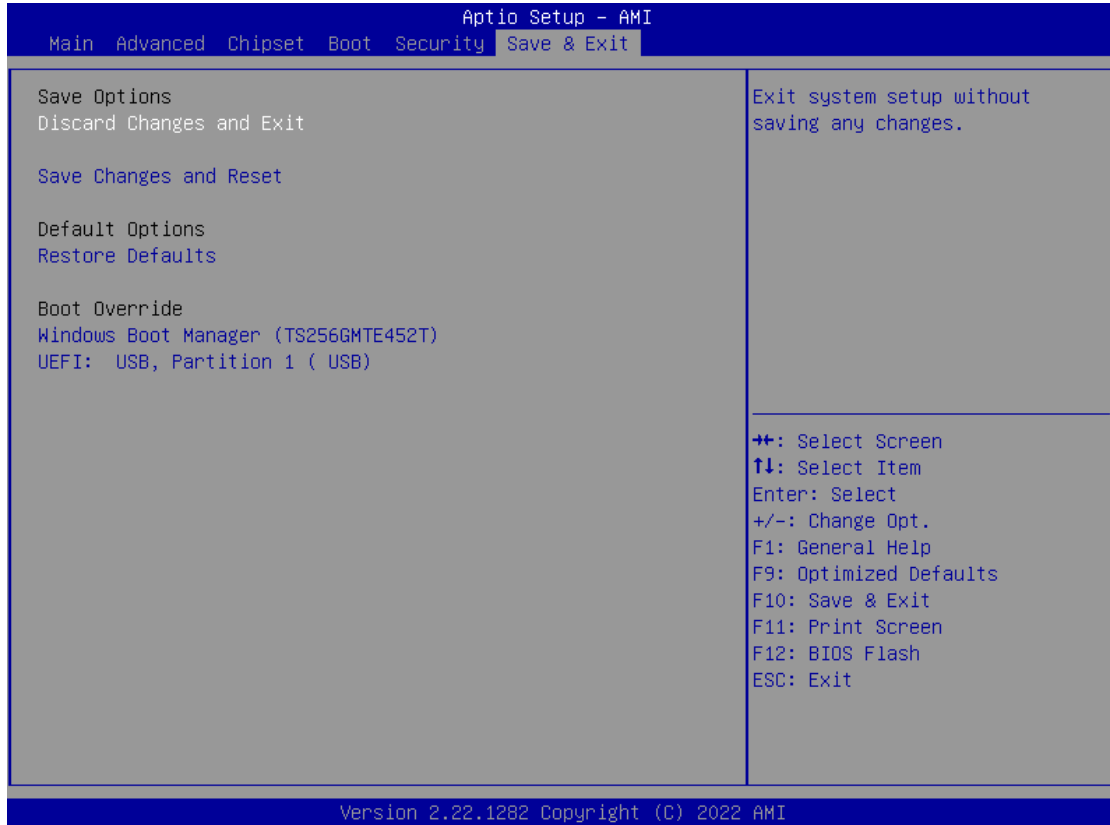 Aptio Setup – AMI
Main Advanced Chipset Boot Security Save & Exit
Save Options
Discard Changes and Exit
Save Changes and Reset
Default Options
Restore Defaults
Boot Override
Windows Boot Manager (TS256GMTE452T)
UEFI: USB, Partition 1 ( USB)
Exit system setup without
saving any changes.
→←: Select Screen
↑↓: Select Item
Enter: Select
+/-: Change Opt.
F1: General Help
F9: Optimized Defaults
F10: Save & Exit
F11: Print Screen
F12: BIOS Flash
ESC: Exit
Version 2.22.1282 Copyright (C) 2022 AMI